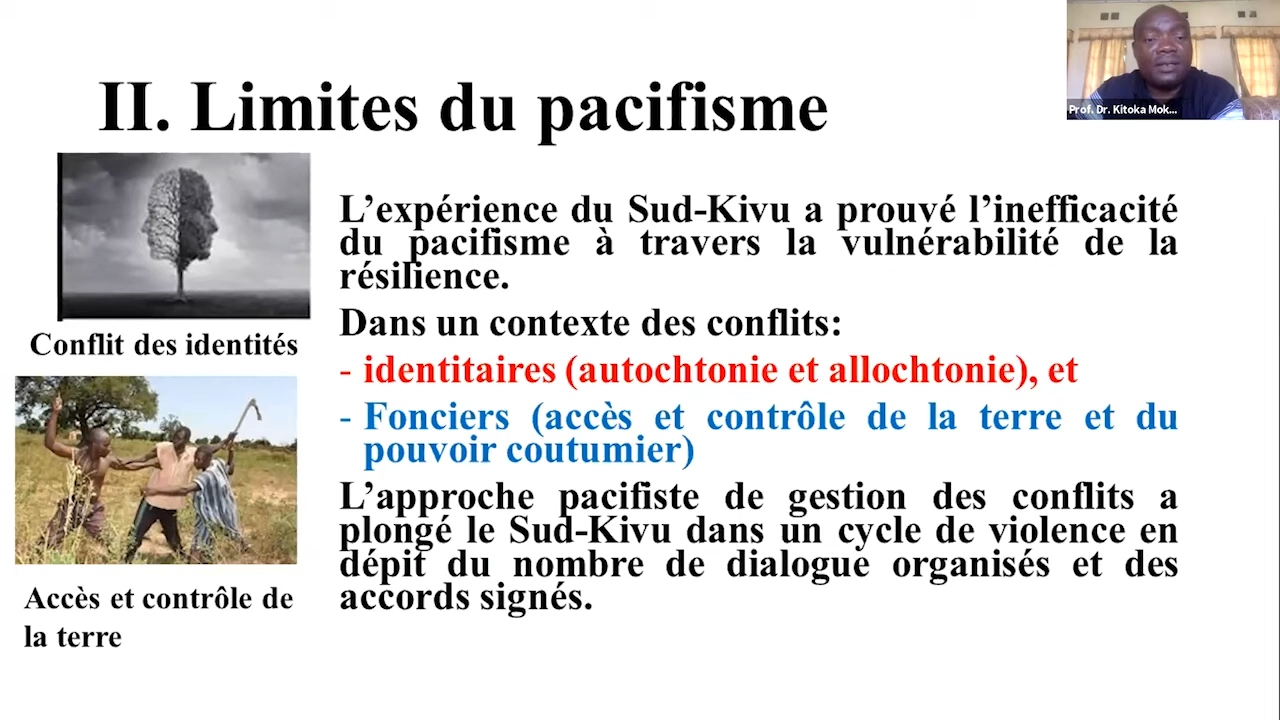 II. Limites du pacifisme
Prof. Dr. Kitoka Mok...
L’expérience du Sud-Kivu a prouvé l’inefficacité
du pacifisme à travers la vulnérabilité de la
résilience.
Dans un contexte des conflits:
- identitaires (autochtonie et allochtonie), et
- Fonciers (accès et contrôle de la terre et du
pouvoir coutumier)
L’approche pacifiste de gestion des conflits a
plongé le Sud-Kivu dans un cycle de violence en
dépit du nombre de dialogue organisés et des
accords signés.
Conflit des identités
Accès et contrôle de
la terre